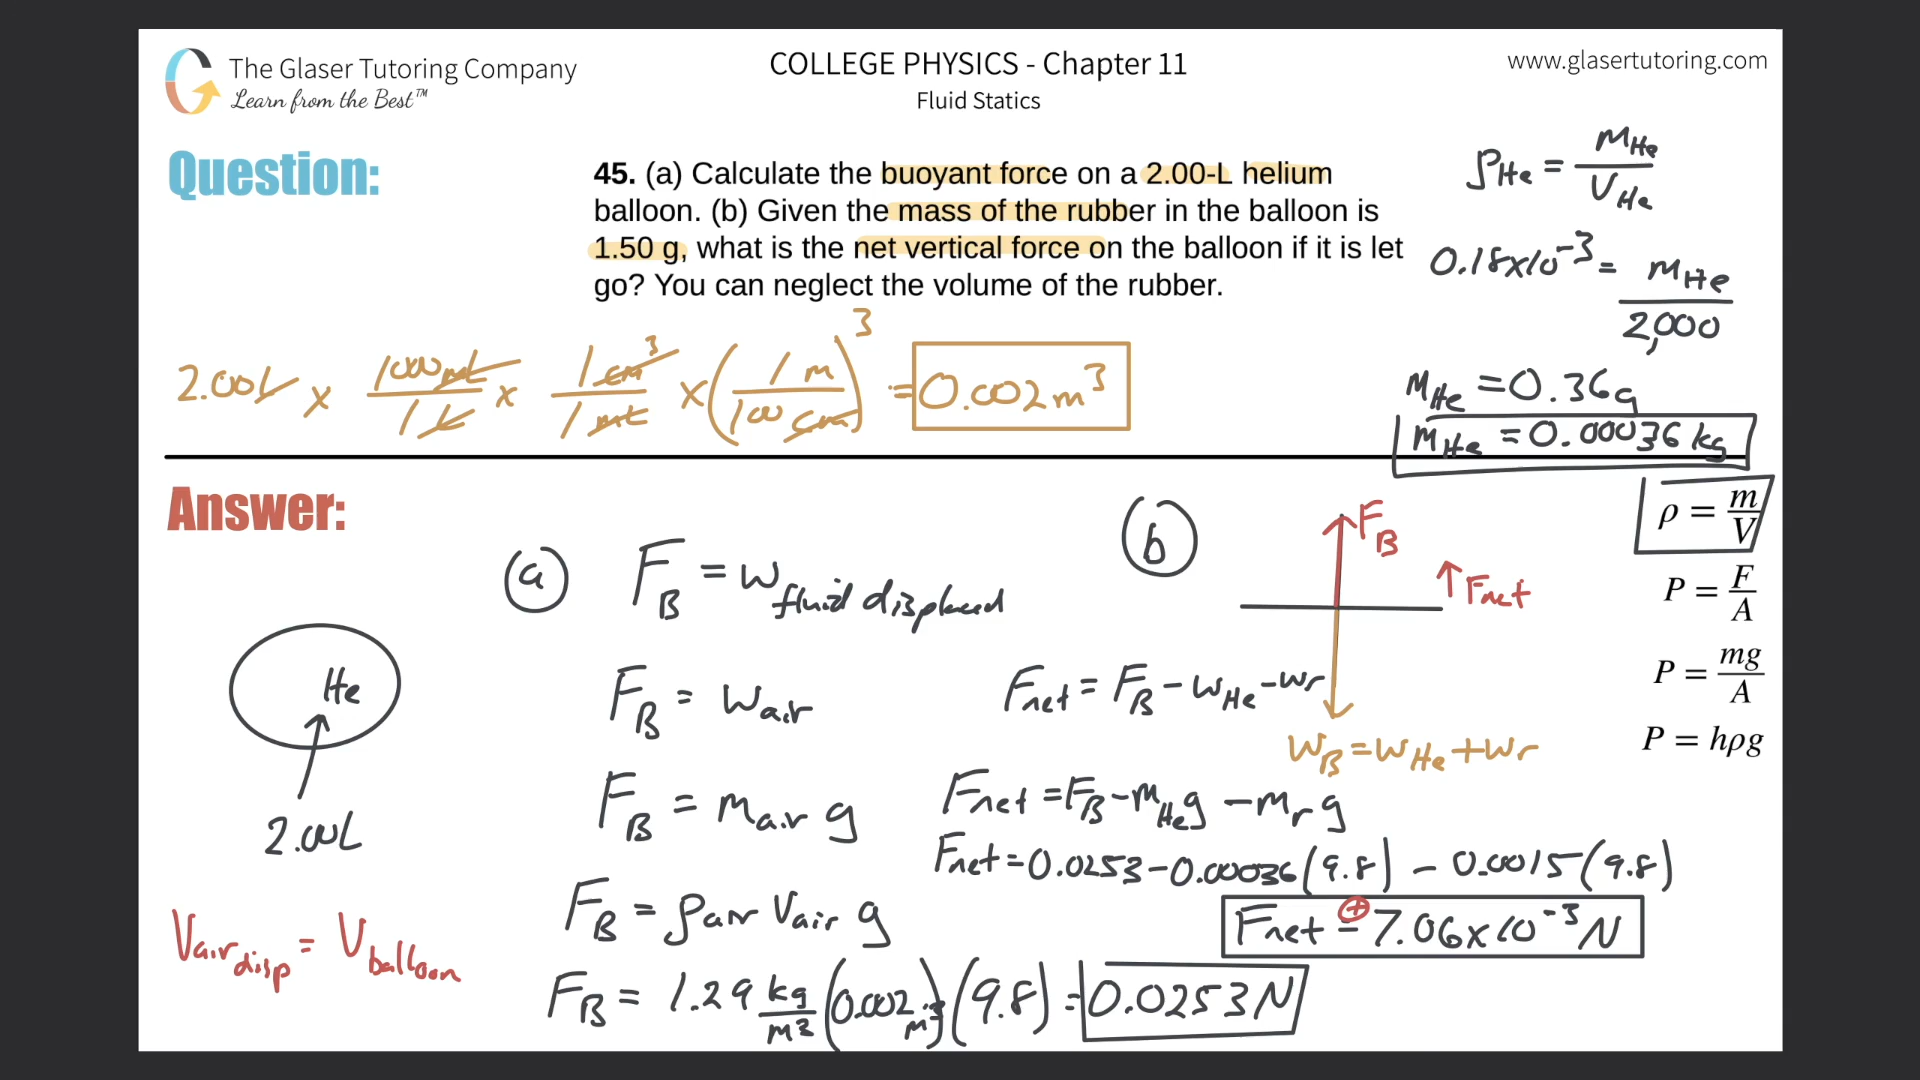 The Glaser Tutoring Company
Learn from the Best™
COLLEGE PHYSICS - Chapter 11
Fluid Statics
www.glasertutoring.com
Question:
45. (a) Calculate the buoyant force on a 2.00-L helium
balloon. (b) Given the mass of the rubber in the balloon is
1.50 g, what is the net vertical force on the balloon if it is let
go? You can neglect the volume of the rubber.
ρHe = mHe / VHe
0.18x10⁻³ = mHe / 2,000
mHe = 0.36g
mHe = 0.00036 kg
2.00L x 1000mL / 1L x 1cm³ / 1mL x (1m / 100cm)³ = 0.002m³
Answer:
He
2.00L
Vair disp = Vballoon
(a) FB = w fluid displaced
FB = wair
FB = mair g
FB = ρair Vair g
FB = 1.29 kg/m³ (0.002m³)(9.8) = 0.0253N
(b)
FB
↑ Fnet
Fnet = FB - wHe - wr
wB = wHe + wr
Fnet = FB - mHe g - mr g
Fnet = 0.0253 - 0.00036(9.8) - 0.0015(9.8)
Fnet = + 7.06x10⁻³ N
ρ = m/V
P = F/A
P = mg/A
P = hρg